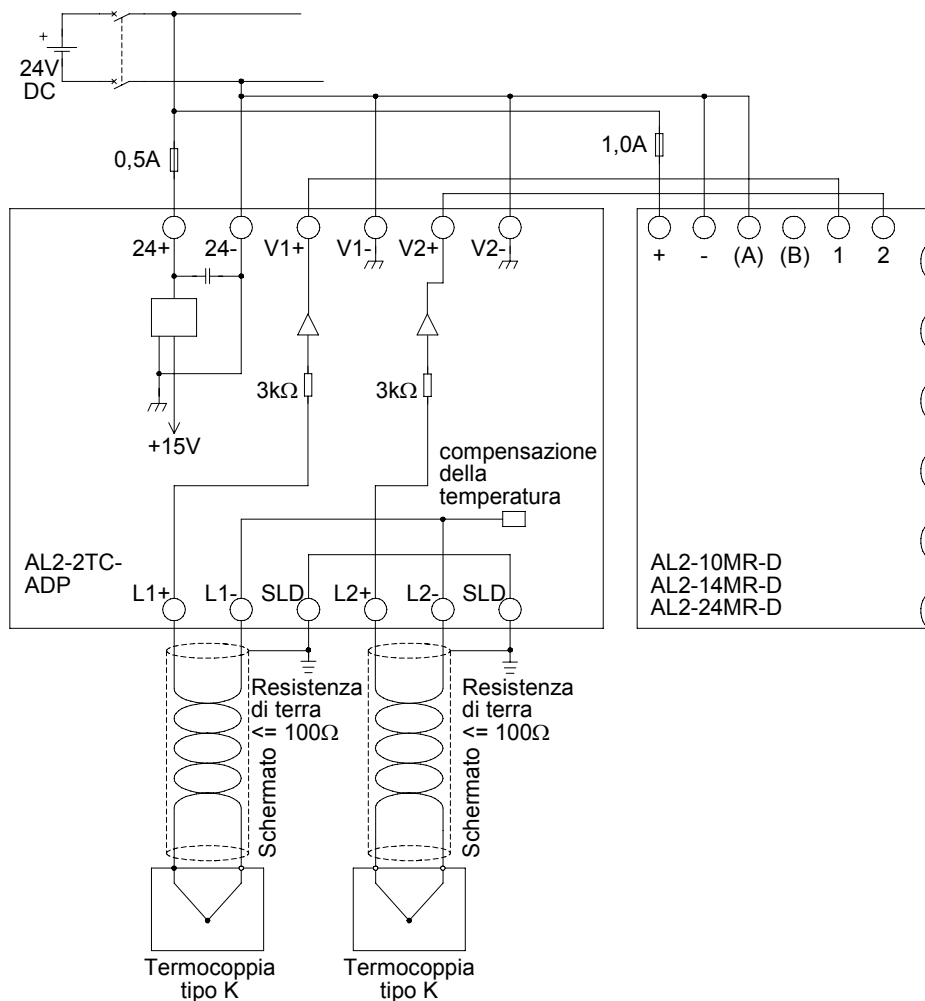 +
24V
DC
0,5A
1,0A
24+
24-
V1+
V1-
V2+
V2-
+
-
(A)
(B)
1
2
3kΩ
3kΩ
+15V
compensazione
della
temperatura
AL2-2TC-
ADP
AL2-10MR-D
AL2-14MR-D
AL2-24MR-D
L1+
L1-
SLD
L2+
L2-
SLD
Resistenza
di terra
<= 100Ω
Schermato
Resistenza
di terra
<= 100Ω
Schermato
Termocoppia
tipo K
Termocoppia
tipo K